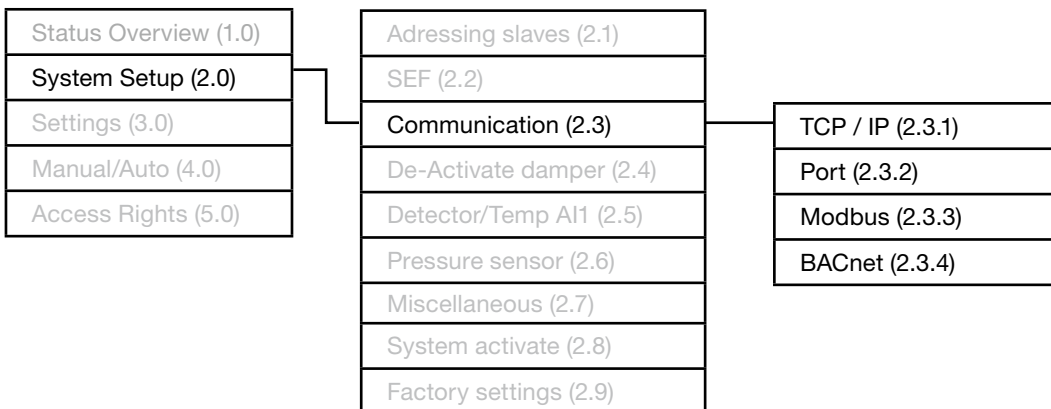 Status Overview (1.0)
System Setup (2.0)
Settings (3.0)
Manual/Auto (4.0)
Access Rights (5.0)
Adressing slaves (2.1)
SEF (2.2)
Communication (2.3)
De-Activate damper (2.4)
Detector/Temp AI1 (2.5)
Pressure sensor (2.6)
Miscellaneous (2.7)
System activate (2.8)
Factory settings (2.9)
TCP / IP (2.3.1)
Port (2.3.2)
Modbus (2.3.3)
BACnet (2.3.4)